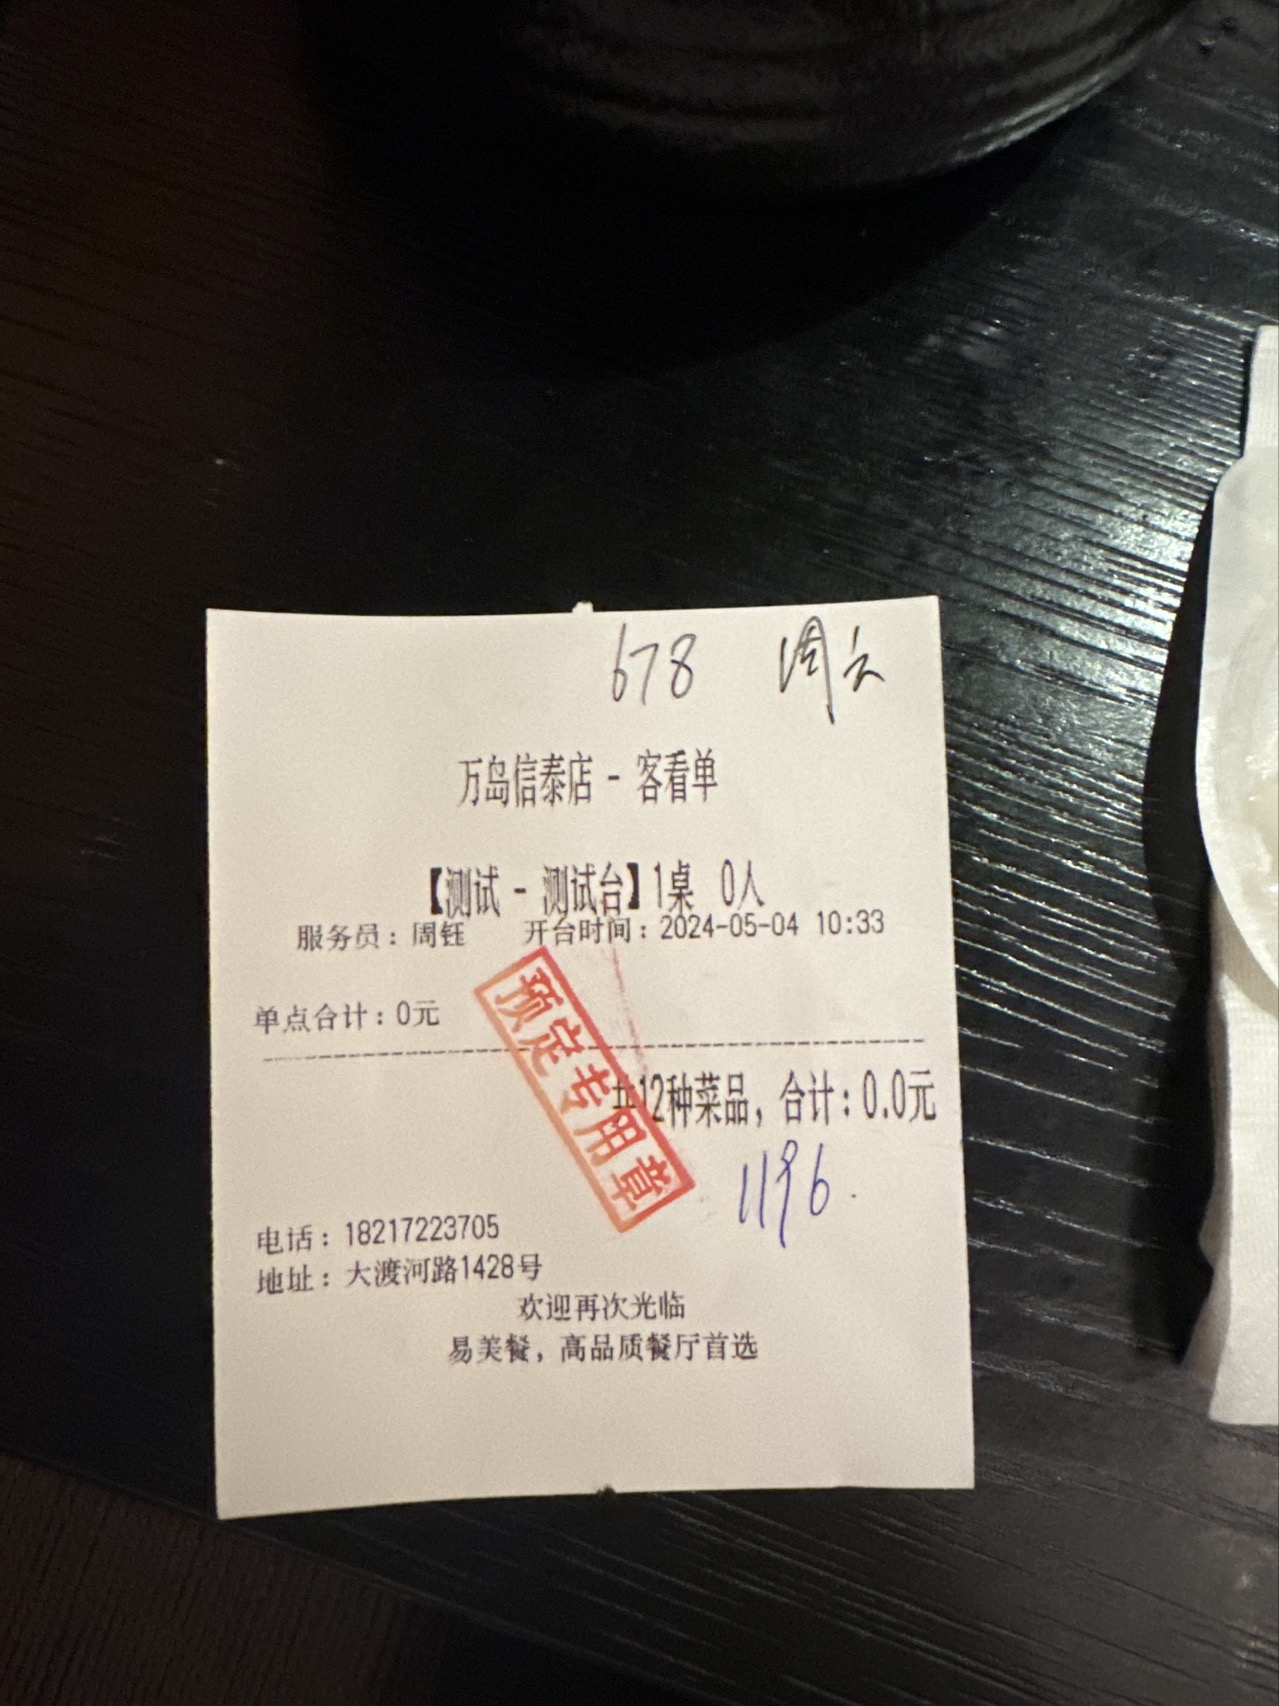 678 周六
万岛信泰店 - 客看单
【测试 - 测试台】1桌 0人
服务员：周钰 开台时间：2024-05-04 10:33
单点合计：0元
预定专用章
共12种菜品，合计：0.0元
1196.
电话：18217223705
地址：大渡河路1428号
欢迎再次光临
易美餐，高品质餐厅首选